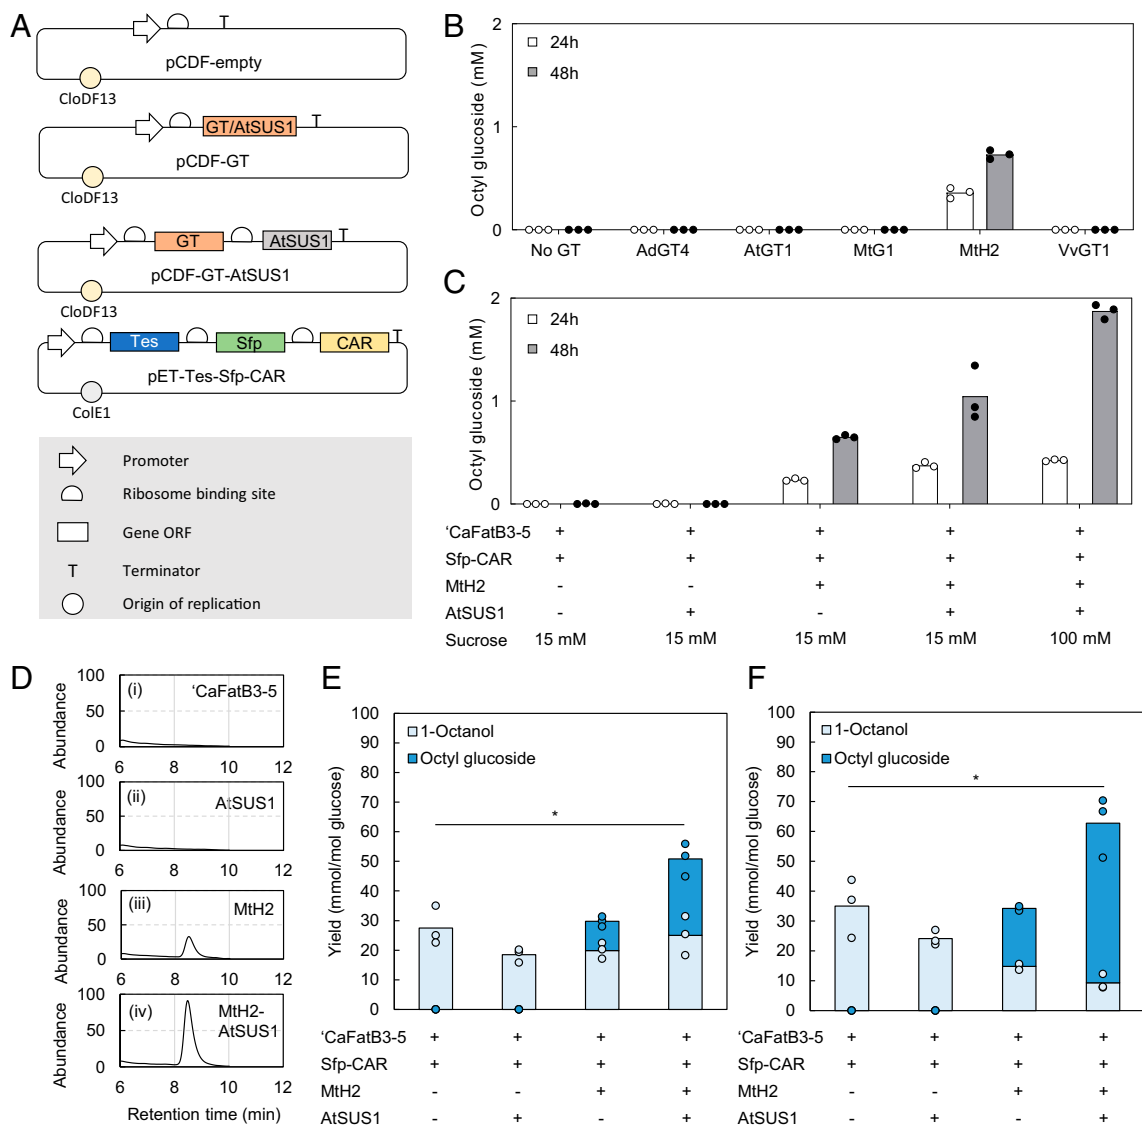 A
T
pCDF-empty
CloDF13
GT/AtSUS1
T
pCDF-GT
CloDF13
GT
AtSUS1
T
pCDF-GT-AtSUS1
CloDF13
Tes
Sfp
CAR
T
pET-Tes-Sfp-CAR
ColE1
Promoter
Ribosome binding site
Gene ORF
T Terminator
Origin of replication
B
Octyl glucoside (mM)
2
1
0
24h
48h
No GT AdGT4 AtGT1 MtG1 MtH2 VvGT1
C
Octyl glucoside (mM)
2
1
0
24h
48h
‘CaFatB3-5 + + + + +
Sfp-CAR + + + + +
MtH2 - - + + +
AtSUS1 - + - + +
Sucrose 15 mM 15 mM 15 mM 15 mM 100 mM
D
Abundance
100
50
0
(i) ‘CaFatB3-5
6 8 10 12
Abundance
100
50
0
(ii) AtSUS1
6 8 10 12
Abundance
100
50
0
(iii) MtH2
6 8 10 12
Abundance
100
50
0
(iv) MtH2-
AtSUS1
6 8 10 12
Retention time (min)
E
Yield (mmol/mol glucose)
100
90
80
70
60
50
40
30
20
10
0
1-Octanol
Octyl glucoside
*
‘CaFatB3-5 + + + +
Sfp-CAR + + + +
MtH2 - - + +
AtSUS1 - + - +
F
Yield (mmol/mol glucose)
100
90
80
70
60
50
40
30
20
10
0
1-Octanol
Octyl glucoside
*
‘CaFatB3-5 + + + +
Sfp-CAR + + + +
MtH2 - - + +
AtSUS1 - + - +